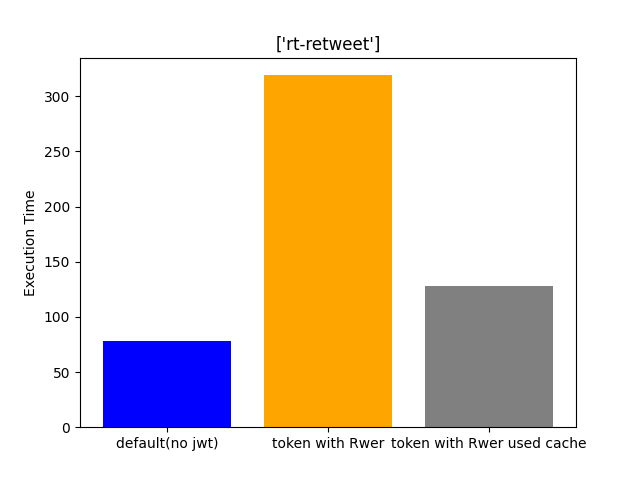 ['rt-retweet']
Execution Time
300
250
200
150
100
50
0
default(no jwt)
token with Rwer
token with Rwer used cache